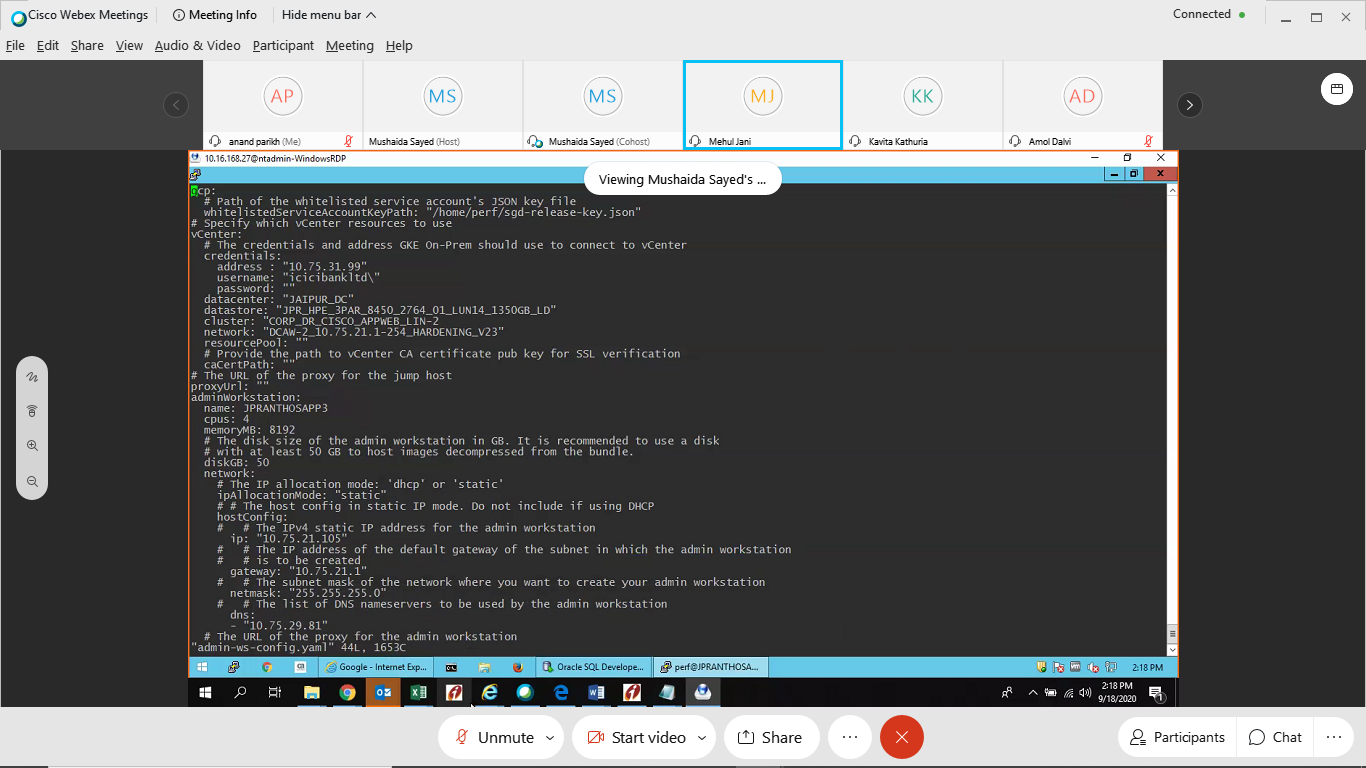 Cisco Webex Meetings
Meeting Info
Hide menu bar
Connected
File Edit Share View Audio & Video Participant Meeting Help
AP
MS
MS
MJ
KK
AD
anand parikh (Me)
Mushaida Sayed (Host)
Mushaida Sayed (Cohost)
Mehul Jani
Kavita Kathuria
Amol Dalvi
10.16.168.27@ntadmin-WindowsRDP
Viewing Mushaida Sayed's ...
gcp:
# Path of the whitelisted service account's JSON key file
whitelistedServiceAccountKeyPath: "/home/perf/sgd-release-key.json"
# Specify which vCenter resources to use
vCenter:
# The credentials and address GKE On-Prem should use to connect to vCenter
credentials:
address : "10.75.31.99"
username: "icicibankltd\"
password: ""
datacenter: "JAIPUR_DC"
datastore: "JPR_HPE_3PAR_8450_2764_01_LUN14_1350GB_LD"
cluster: "CORP_DR_CISCO_APPWEB_LIN-2
network: "DCAW-2_10.75.21.1-254_HARDENING_V23"
resourcePool: ""
# Provide the path to vCenter CA certificate pub key for SSL verification
caCertPath: ""
# The URL of the proxy for the jump host
proxyUrl: ""
adminWorkstation:
name: JPRANTHOSAPP3
cpus: 4
memoryMB: 8192
# The disk size of the admin workstation in GB. It is recommended to use a disk
# with at least 50 GB to host images decompressed from the bundle.
diskGB: 50
network:
# The IP allocation mode: 'dhcp' or 'static'
ipAllocationMode: "static"
# # The host config in static IP mode. Do not include if using DHCP
hostConfig:
# # The IPv4 static IP address for the admin workstation
ip: "10.75.21.105"
# # The IP address of the default gateway of the subnet in which the admin workstation
# # is to be created
gateway: "10.75.21.1"
# # The subnet mask of the network where you want to create your admin workstation
netmask: "255.255.255.0"
# # The list of DNS nameservers to be used by the admin workstation
dns:
- "10.75.29.81"
# The URL of the proxy for the admin workstation
"admin-ws-config.yaml" 44L, 1653C
Google - Internet Exp...
Oracle SQL Develope...
perf@JPRANTHOSA...
2:18 PM
2:18 PM
9/18/2020
1
Unmute
Start video
Share
Participants
Chat